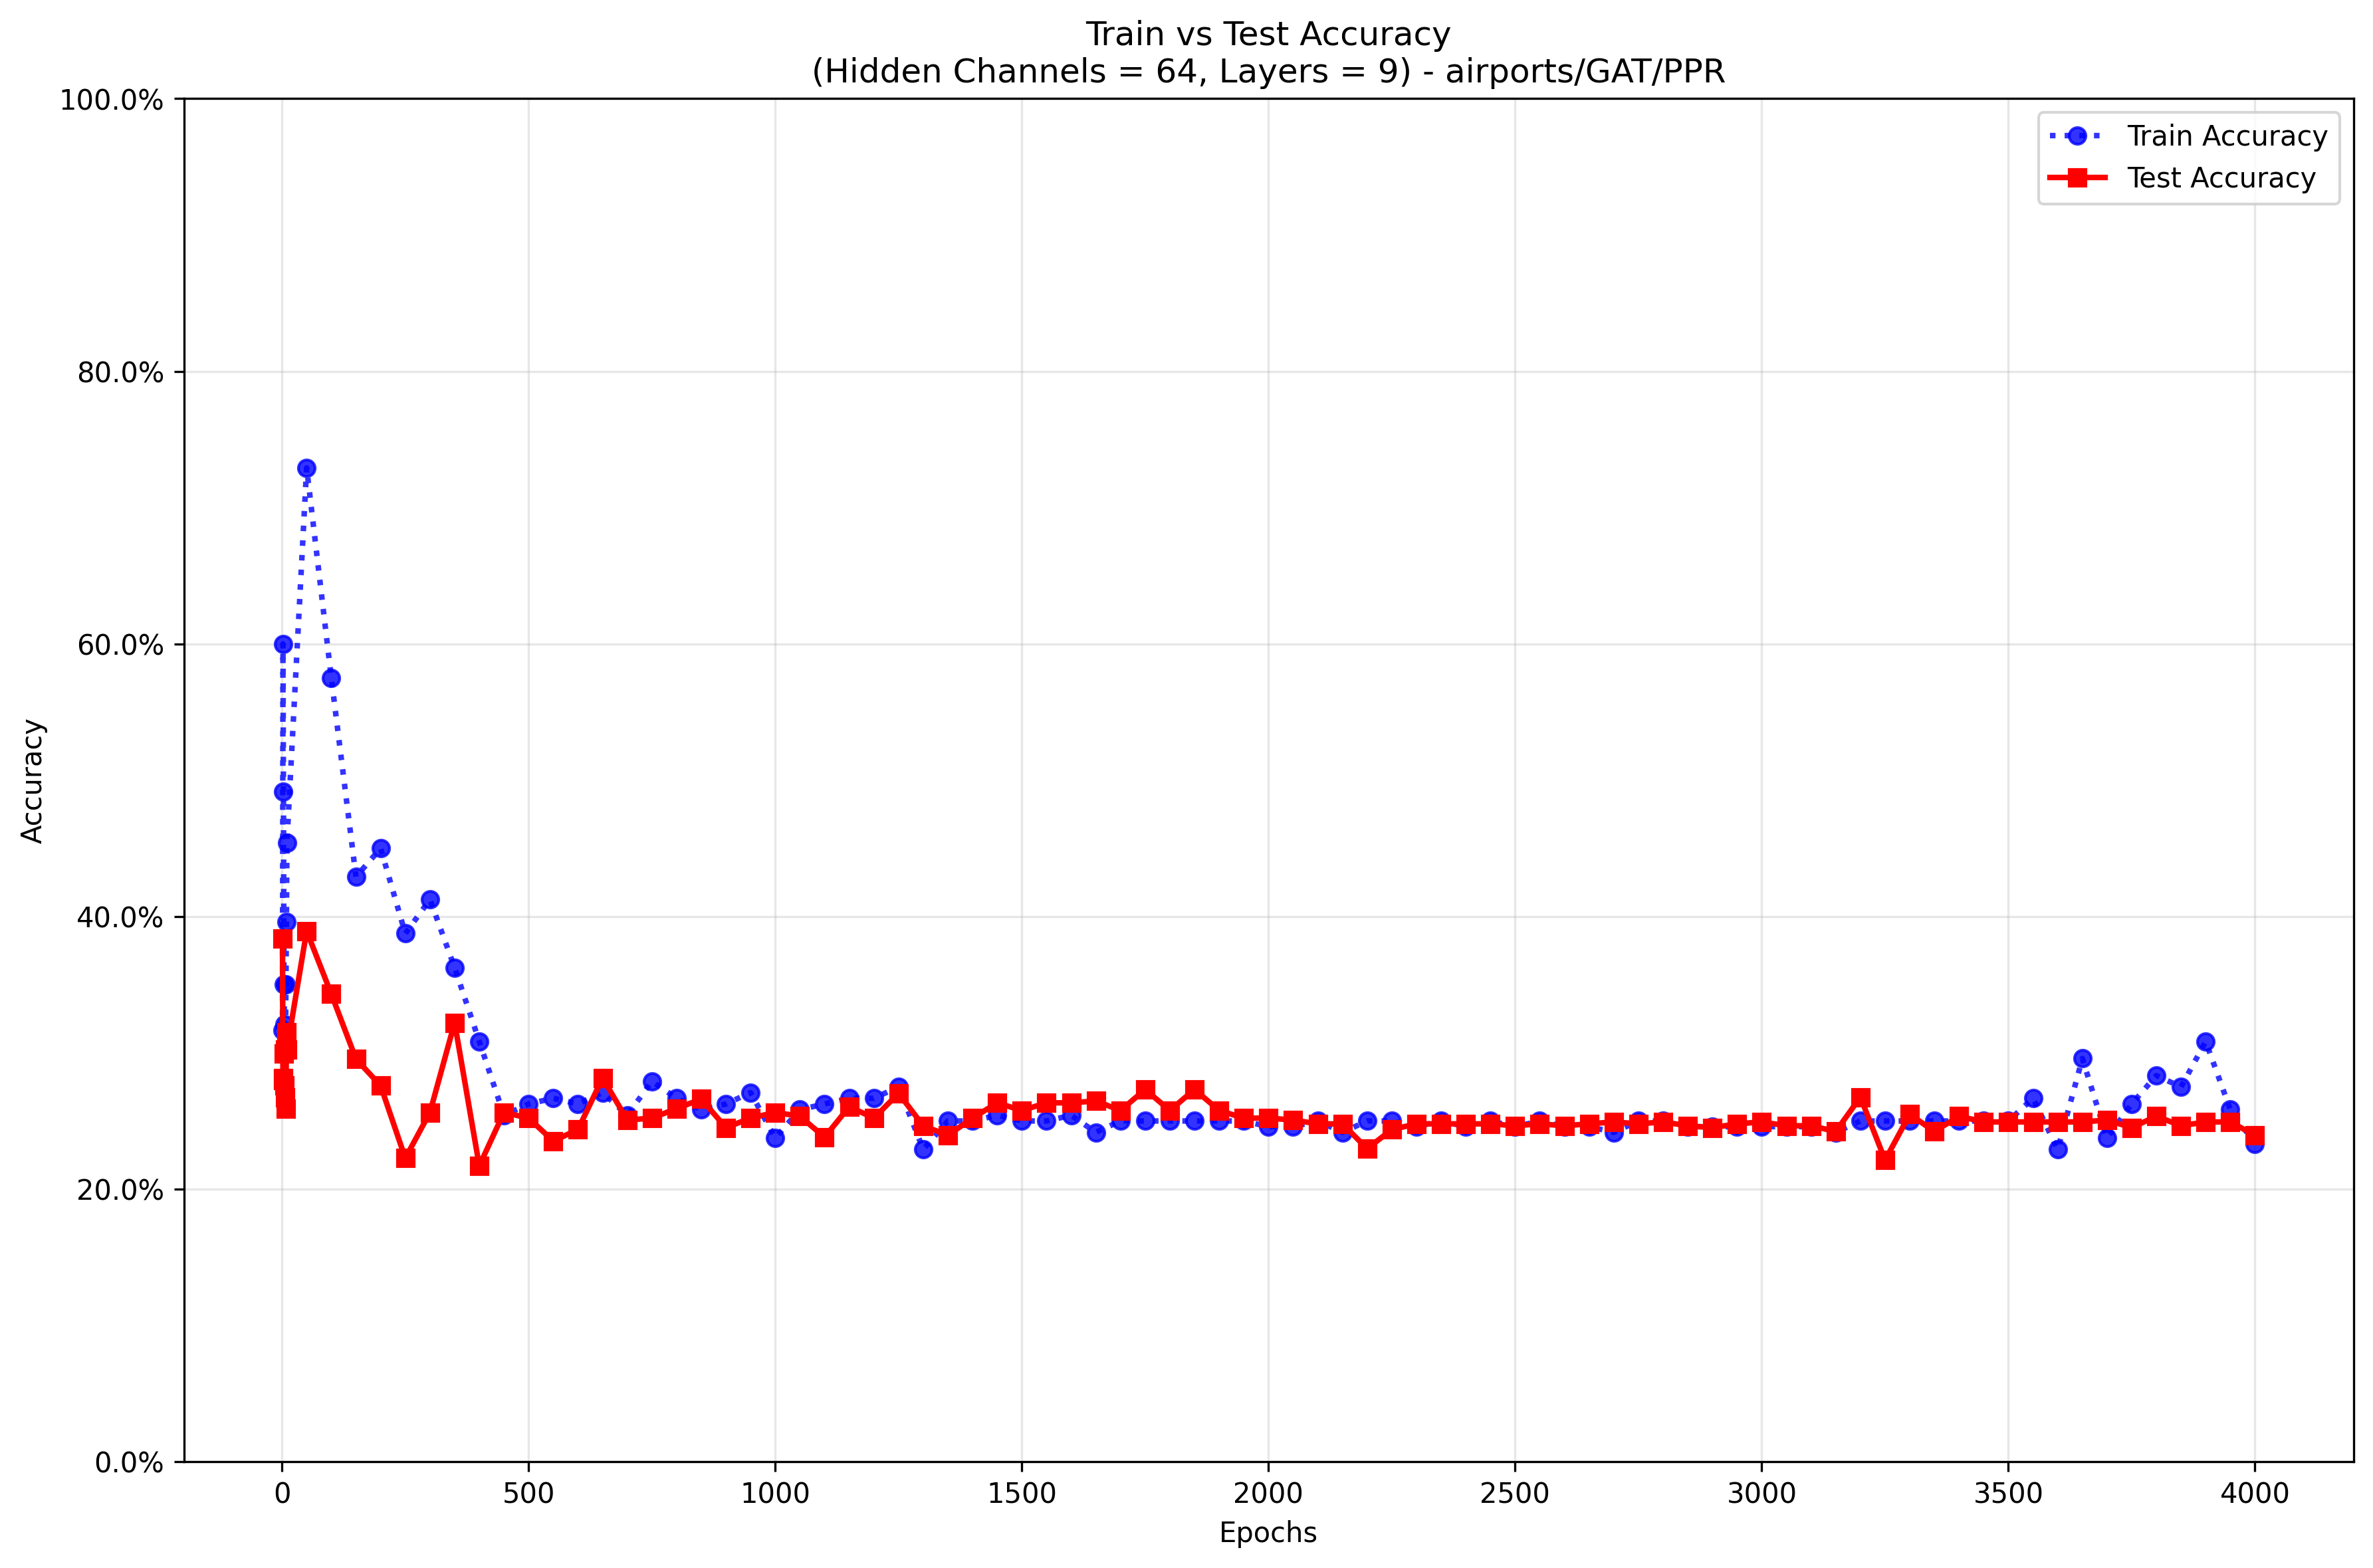 Train vs Test Accuracy
(Hidden Channels = 64, Layers = 9) - airports/GAT/PPR
100.0%
80.0%
60.0%
40.0%
20.0%
0.0%
Accuracy
Train Accuracy
Test Accuracy
0 500 1000 1500 2000 2500 3000 3500 4000
Epochs